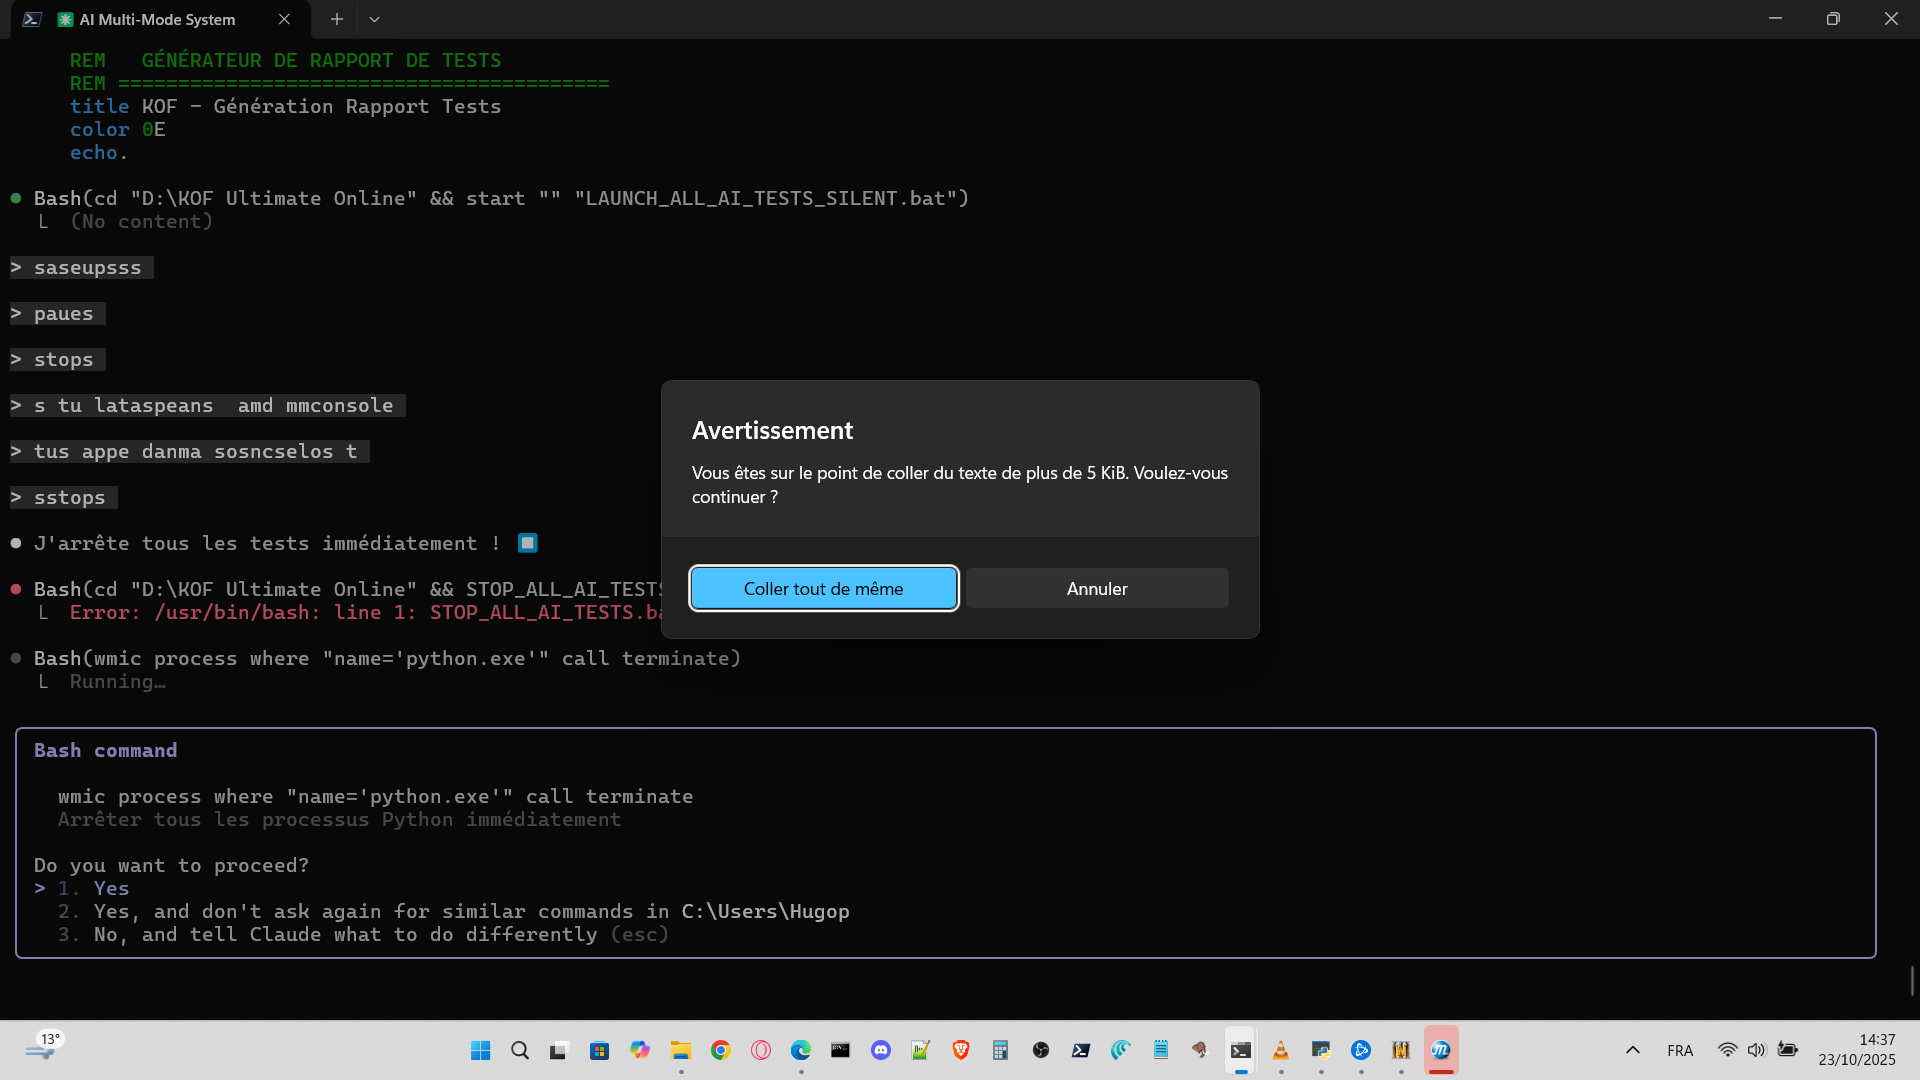 AI Multi-Mode System
REM   GÉNÉRATEUR DE RAPPORT DE TESTS
REM =========================================
title KOF - Génération Rapport Tests
color 0E
echo.
Bash(cd "D:\KOF Ultimate Online" && start "" "LAUNCH_ALL_AI_TESTS_SILENT.bat")
(No content)
> saseupsss
> paues
> stops
> s tu lataspeans  amd mmconsole
> tus appe danma sosncselos t
> sstops
J'arrête tous les tests immédiatement !
Bash(cd "D:\KOF Ultimate Online" && STOP_ALL_AI_TESTS
Error: /usr/bin/bash: line 1: STOP_ALL_AI_TESTS.ba
Bash(wmic process where "name='python.exe'" call terminate)
Running…
Avertissement
Vous êtes sur le point de coller du texte de plus de 5 KiB. Voulez-vous
continuer ?
Coller tout de même
Annuler
Bash command
wmic process where "name='python.exe'" call terminate
Arrêter tous les processus Python immédiatement
Do you want to proceed?
> 1. Yes
2. Yes, and don't ask again for similar commands in C:\Users\Hugop
3. No, and tell Claude what to do differently (esc)
13°
FRA
14:37
23/10/2025